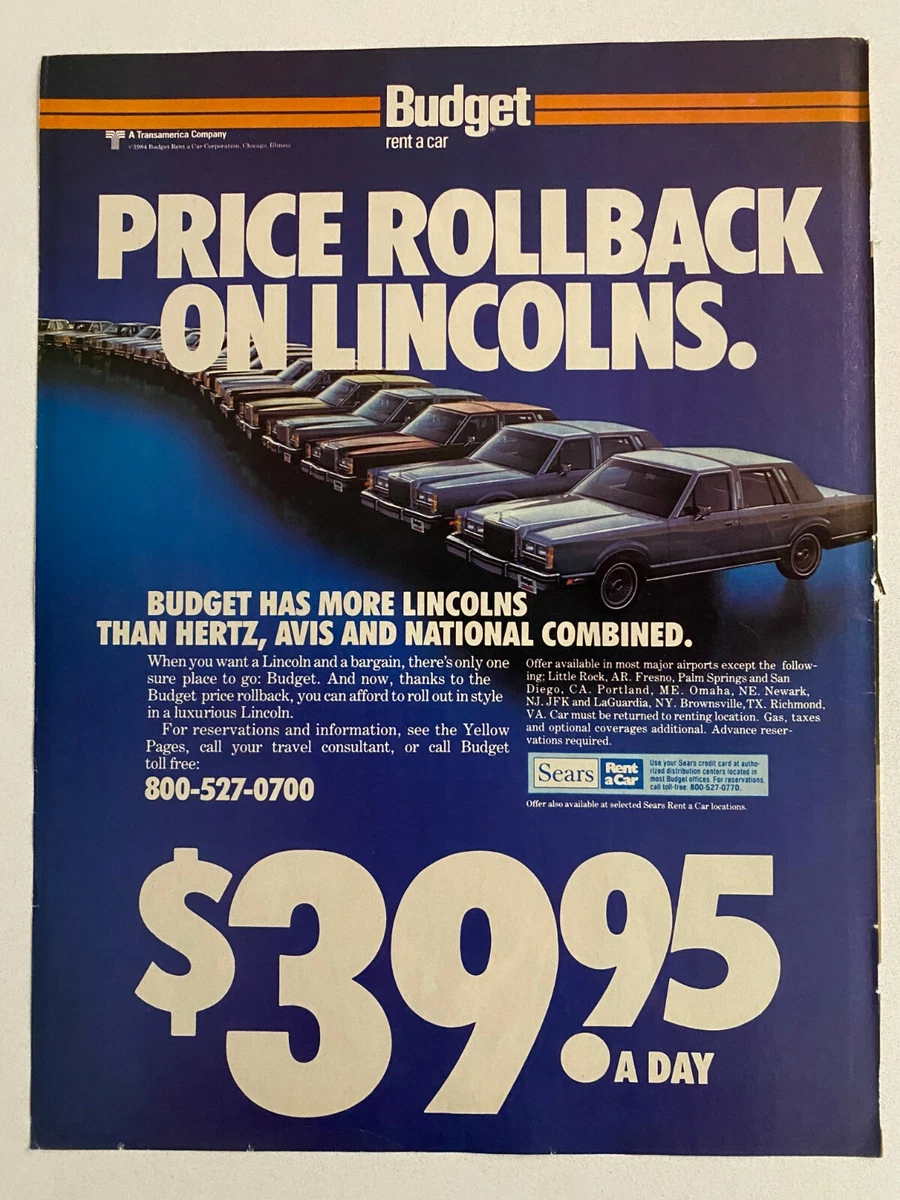 Budget
rent a car
A Transamerica Company
©1984 Budget Rent a Car Corporation, Chicago, Illinois
PRICE ROLLBACK
ON LINCOLNS.
BUDGET HAS MORE LINCOLNS
THAN HERTZ, AVIS AND NATIONAL COMBINED.
When you want a Lincoln and a bargain, there's only one
sure place to go: Budget. And now, thanks to the
Budget price rollback, you can afford to roll out in style
in a luxurious Lincoln.
For reservations and information, see the Yellow
Pages, call your travel consultant, or call Budget
toll free:
800-527-0700
Offer available in most major airports except the follow-
ing; Little Rock, AR. Fresno, Palm Springs and San
Diego, CA. Portland, ME. Omaha, NE. Newark,
NJ. JFK and LaGuardia, NY. Brownsville, TX. Richmond,
VA. Car must be returned to renting location. Gas, taxes
and optional coverages additional. Advance reser-
vations required.
Sears
Rent
a Car
Use your Sears credit card at autho-
rized distribution centers located in
most Budget offices. For reservations,
call toll-free: 800-527-0770.
Offer also available at selected Sears Rent a Car locations.
$39.95
A DAY